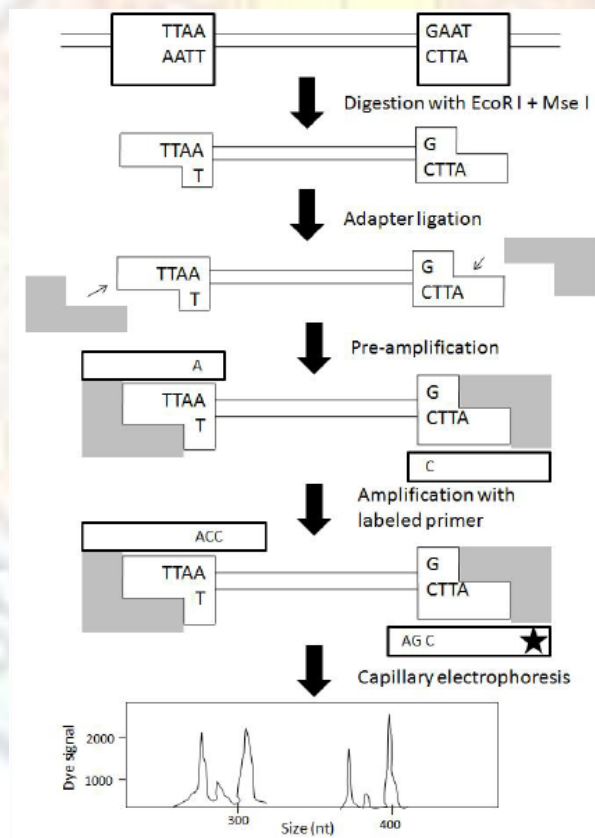 TTAA GAAT
AATT CTTA
Digestion with EcoR I + Mse I
TTAA G
T CTTA
Adapter ligation
TTAA G
T CTTA
Pre-amplification
A
TTAA G
T CTTA
C
Amplification with
labeled primer
ACC
TTAA G
T CTTA
AG C
Capillary electrophoresis
Dye signal
2000
1000
300 400
Size (nt)